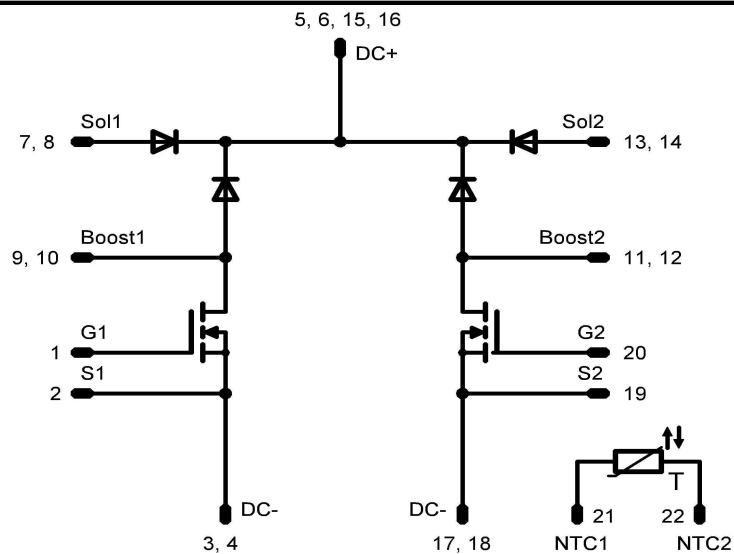 5, 6, 15, 16
DC+
Sol1
Sol2
7, 8
13, 14
Boost1
Boost2
9, 10
11, 12
G1
G2
1
20
S1
S2
2
19
T
DC-
DC-
21
22
3, 4
17, 18
NTC1
NTC2